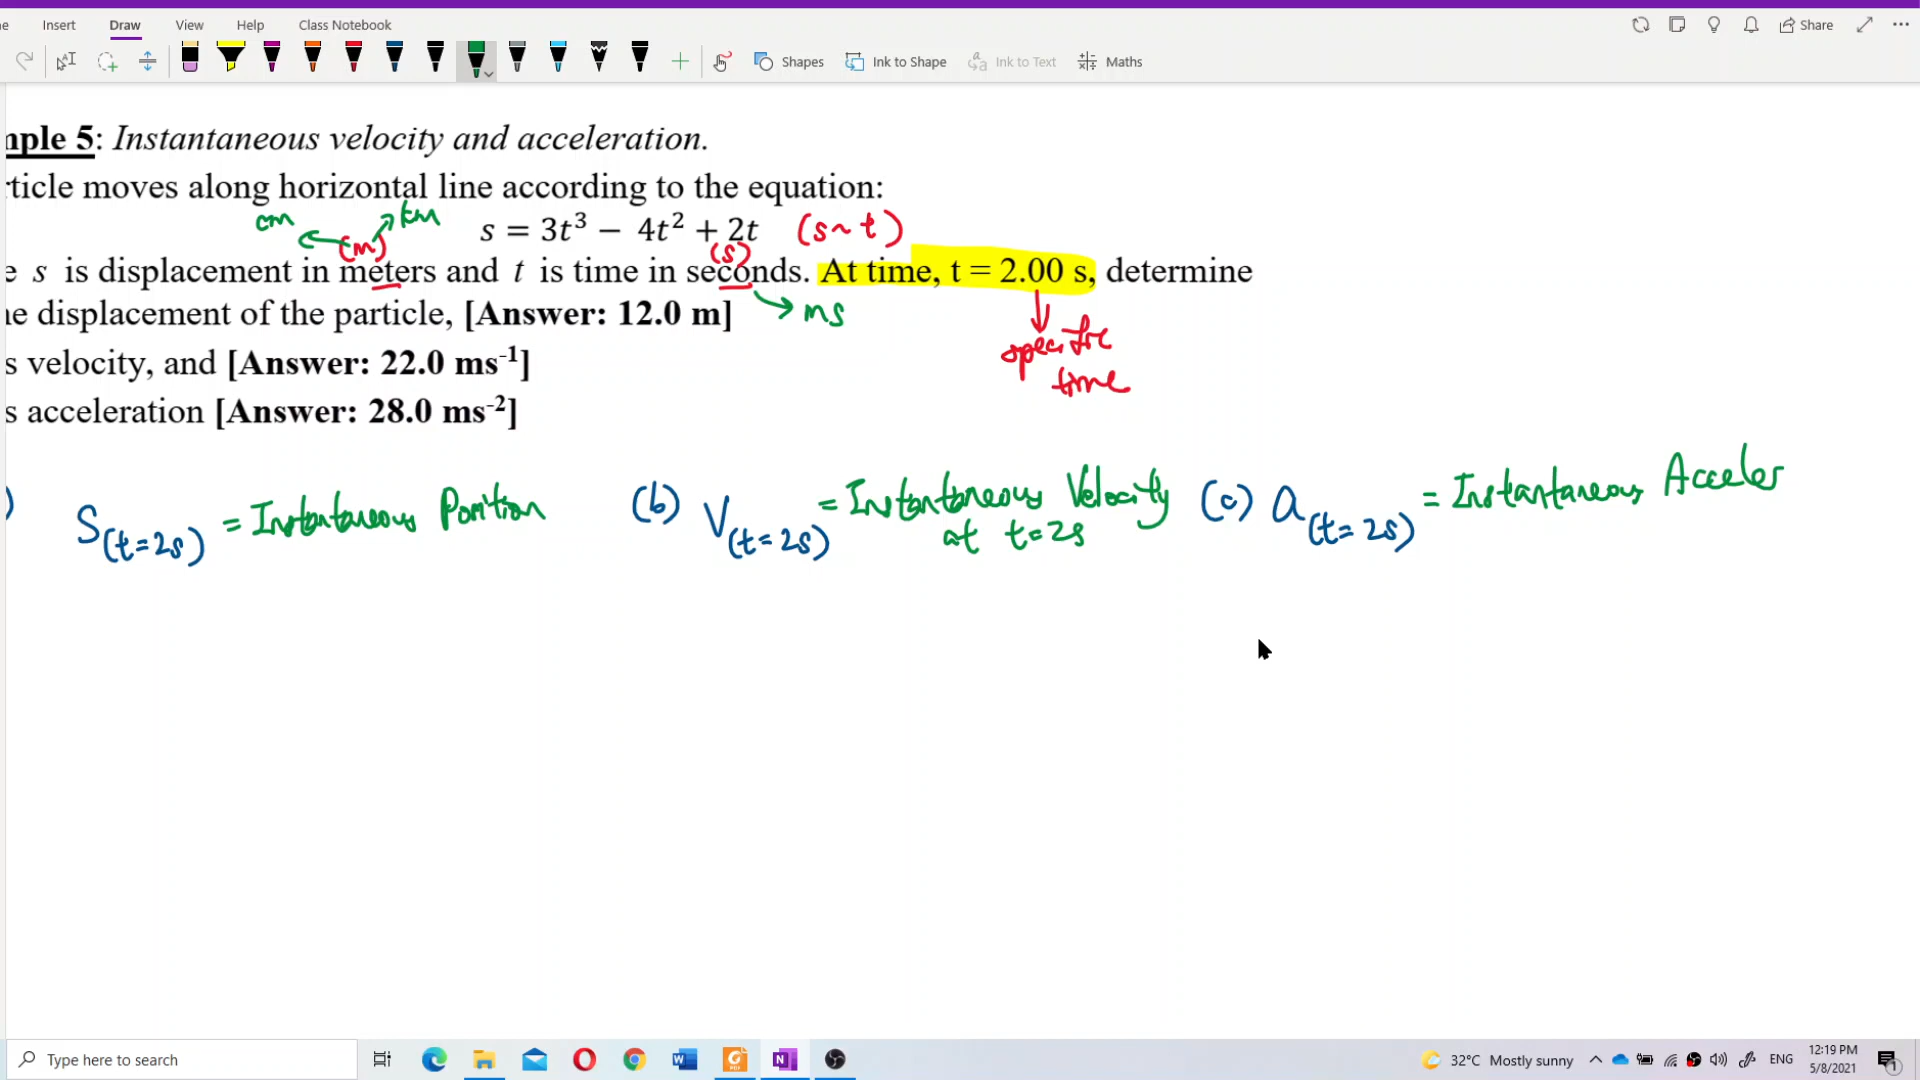 Insert Draw View Help Class Notebook Share
Shapes Ink to Shape Ink to Text Maths
mple 5: Instantaneous velocity and acceleration.
rticle moves along horizontal line according to the equation:
cm km
s = 3t³ − 4t² + 2t (s~t)
(m) (s)
e s is displacement in meters and t is time in seconds. At time, t = 2.00 s, determine
he displacement of the particle, [Answer: 12.0 m] ms
specific
time
s velocity, and [Answer: 22.0 ms⁻¹]
s acceleration [Answer: 28.0 ms⁻²]
) S(t=2s) = Instantaneous Position (b) V(t=2s) = Instantaneous Velocity at t=2s (c) a(t=2s) = Instantaneous Acceler
Type here to search 32°C Mostly sunny ENG 12:19 PM
5/8/2021